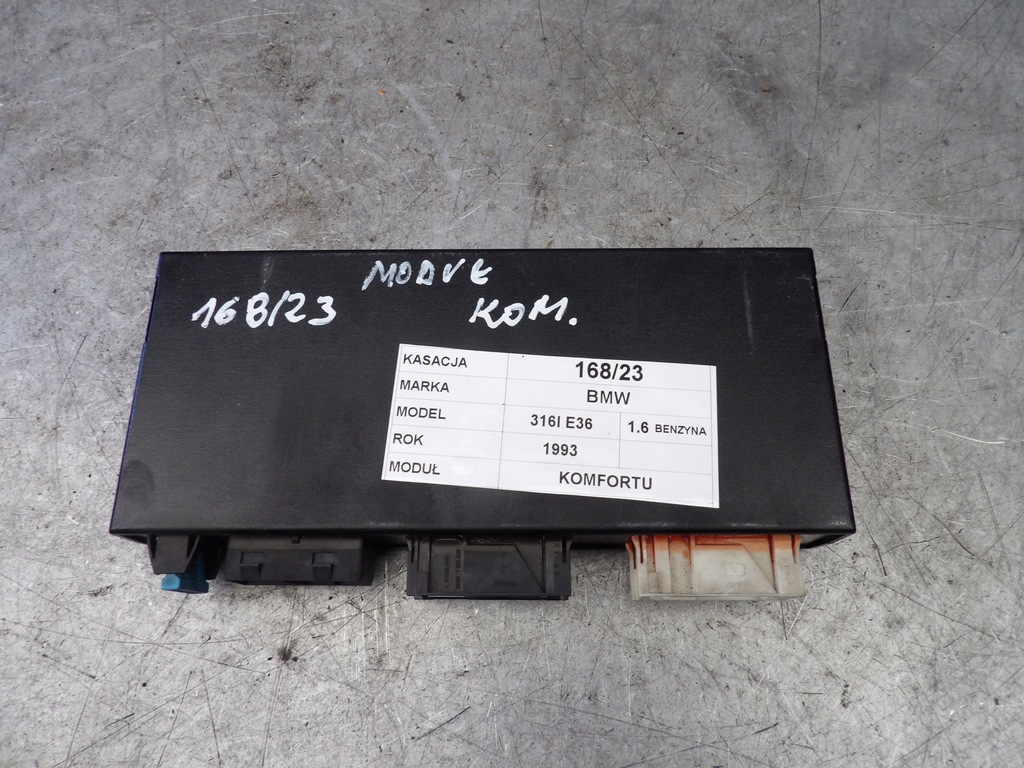 MODUŁ
168/23 KOM.
KASACJA 168/23
MARKA BMW
MODEL 316I E36 1.6 BENZYNA
ROK 1993
MODUŁ KOMFORTU